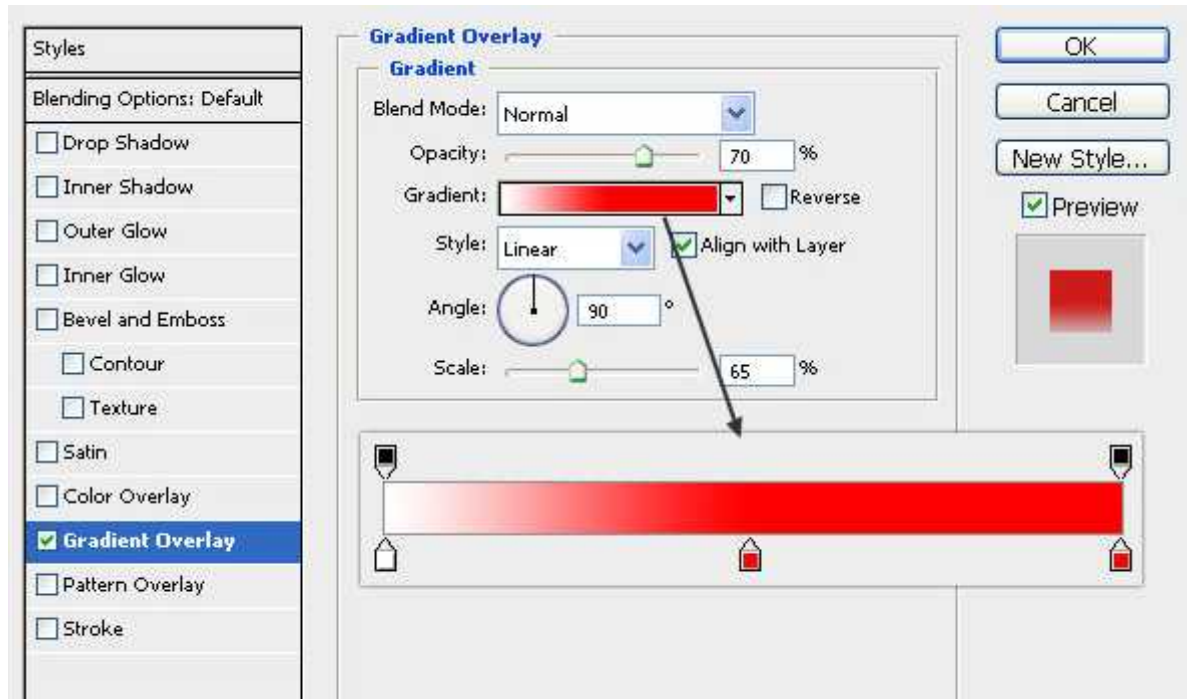 Styles
Blending Options: Default
Drop Shadow
Inner Shadow
Outer Glow
Inner Glow
Bevel and Emboss
Contour
Texture
Satin
Color Overlay
Gradient Overlay
Pattern Overlay
Stroke
Gradient Overlay
Gradient
Blend Mode: Normal
Opacity: 70 %
Gradient: Reverse
Style: Linear Align with Layer
Angle: 90 °
Scale: 65 %
OK
Cancel
New Style...
Preview